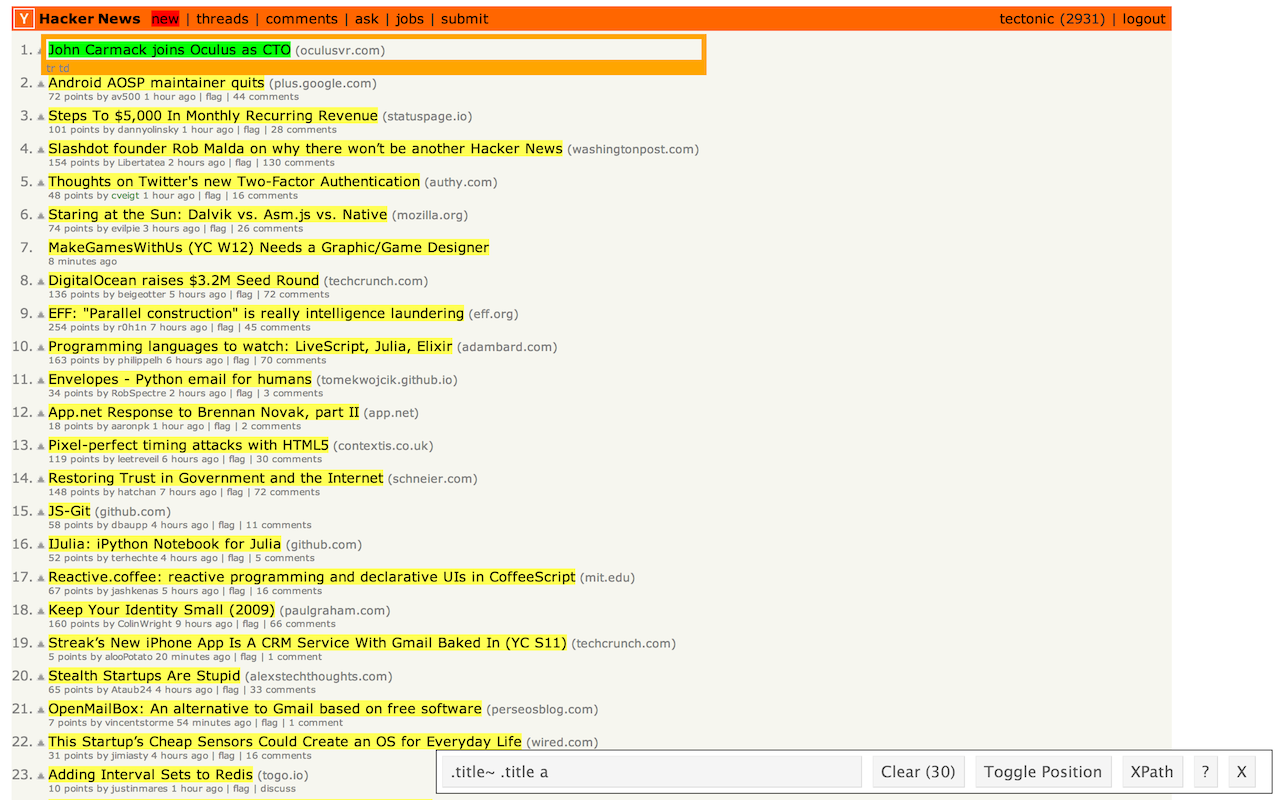 Y Hacker News new | threads | comments | ask | jobs | submit tectonic (2931) | logout
1. John Carmack joins Oculus as CTO (oculusvr.com)
tr td
2. Android AOSP maintainer quits (plus.google.com)
72 points by av500 1 hour ago | flag | 44 comments
3. Steps To $5,000 In Monthly Recurring Revenue (statuspage.io)
101 points by dannyolinsky 1 hour ago | flag | 28 comments
4. Slashdot founder Rob Malda on why there won’t be another Hacker News (washingtonpost.com)
154 points by Libertatea 2 hours ago | flag | 130 comments
5. Thoughts on Twitter's new Two-Factor Authentication (authy.com)
48 points by cveigt 1 hour ago | flag | 16 comments
6. Staring at the Sun: Dalvik vs. Asm.js vs. Native (mozilla.org)
74 points by evilpie 3 hours ago | flag | 26 comments
7. MakeGamesWithUs (YC W12) Needs a Graphic/Game Designer
8 minutes ago
8. DigitalOcean raises $3.2M Seed Round (techcrunch.com)
136 points by beigeotter 5 hours ago | flag | 72 comments
9. EFF: "Parallel construction" is really intelligence laundering (eff.org)
254 points by r0h1n 7 hours ago | flag | 45 comments
10. Programming languages to watch: LiveScript, Julia, Elixir (adambard.com)
163 points by philippelh 6 hours ago | flag | 70 comments
11. Envelopes - Python email for humans (tomekwojcik.github.io)
34 points by RobSpectre 2 hours ago | flag | 3 comments
12. App.net Response to Brennan Novak, part II (app.net)
18 points by aaronpk 1 hour ago | flag | 2 comments
13. Pixel-perfect timing attacks with HTML5 (contextis.co.uk)
119 points by leetreveil 6 hours ago | flag | 30 comments
14. Restoring Trust in Government and the Internet (schneier.com)
148 points by hatchan 7 hours ago | flag | 72 comments
15. JS-Git (github.com)
58 points by dbaupp 4 hours ago | flag | 11 comments
16. IJulia: iPython Notebook for Julia (github.com)
52 points by terhechte 4 hours ago | flag | 5 comments
17. Reactive.coffee: reactive programming and declarative UIs in CoffeeScript (mit.edu)
67 points by jashkenas 5 hours ago | flag | 16 comments
18. Keep Your Identity Small (2009) (paulgraham.com)
160 points by ColinWright 9 hours ago | flag | 66 comments
19. Streak’s New iPhone App Is A CRM Service With Gmail Baked In (YC S11) (techcrunch.com)
5 points by alooPotato 20 minutes ago | flag | 1 comment
20. Stealth Startups Are Stupid (alexstechthoughts.com)
65 points by Ataub24 4 hours ago | flag | 33 comments
21. OpenMailBox: An alternative to Gmail based on free software (perseosblog.com)
7 points by vincentstorme 54 minutes ago | flag | 1 comment
22. This Startup’s Cheap Sensors Could Create an OS for Everyday Life (wired.com)
31 points by jimiasty 4 hours ago | flag | 16 comments
23. Adding Interval Sets to Redis (togo.io)
10 points by justinmares 1 hour ago | flag | discuss
.title~ .title a Clear (30) Toggle Position XPath ? X